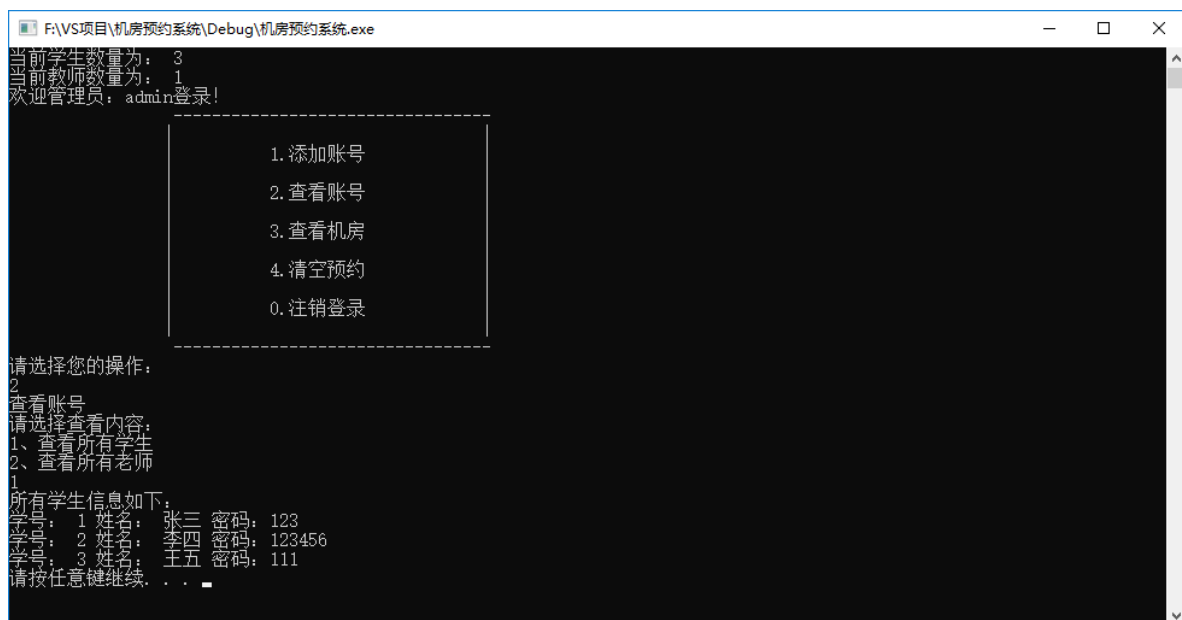 F:\VS项目\机房预约系统\Debug\机房预约系统.exe
当前学生数量为： 3
当前教师数量为： 1
欢迎管理员：admin登录!
---------------------------------
1.添加账号
2.查看账号
3.查看机房
4.清空预约
0.注销登录
---------------------------------
请选择您的操作：
2
查看账号
请选择查看内容：
1、查看所有学生
2、查看所有老师
1
所有学生信息如下：
学号： 1 姓名： 张三 密码：123
学号： 2 姓名： 李四 密码：123456
学号： 3 姓名： 王五 密码：111
请按任意键继续. . .